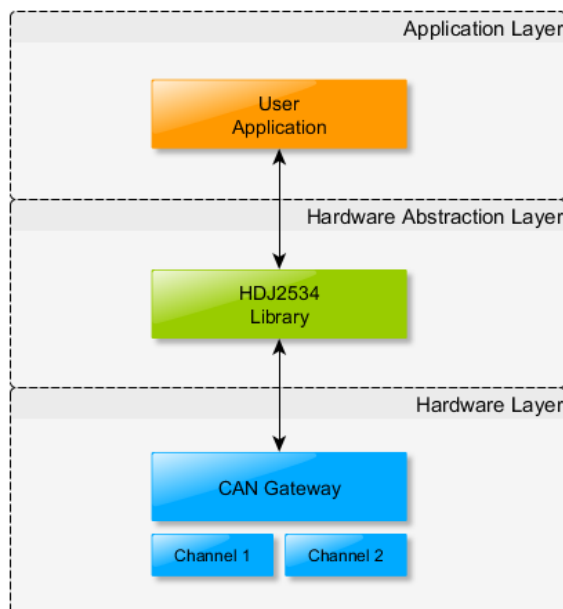 Application Layer
User
Application
Hardware Abstraction Layer
HDJ2534
Library
Hardware Layer
CAN Gateway
Channel 1
Channel 2